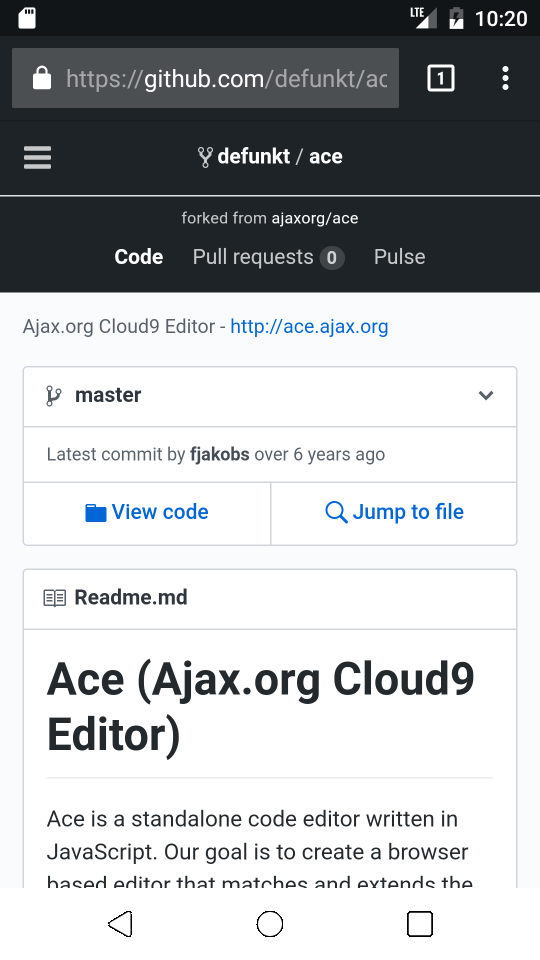 LTE 10:20
https://github.com/defunkt/ac
1
defunkt / ace
forked from ajaxorg/ace
Code Pull requests 0 Pulse
Ajax.org Cloud9 Editor - http://ace.ajax.org
master
Latest commit by fjakobs over 6 years ago
View code Jump to file
Readme.md
Ace (Ajax.org Cloud9
Editor)
Ace is a standalone code editor written in
JavaScript. Our goal is to create a browser
based editor that matches and extends the